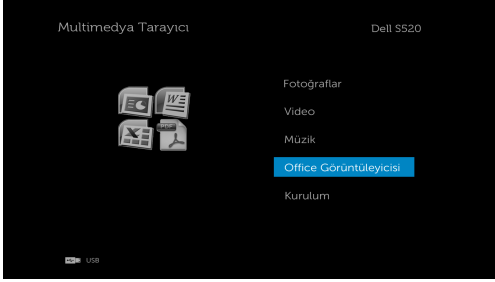 Multimedya Tarayıcı
Dell S520
Fotoğraflar
Video
Müzik
Office Görüntüleyicisi
Kurulum
USB